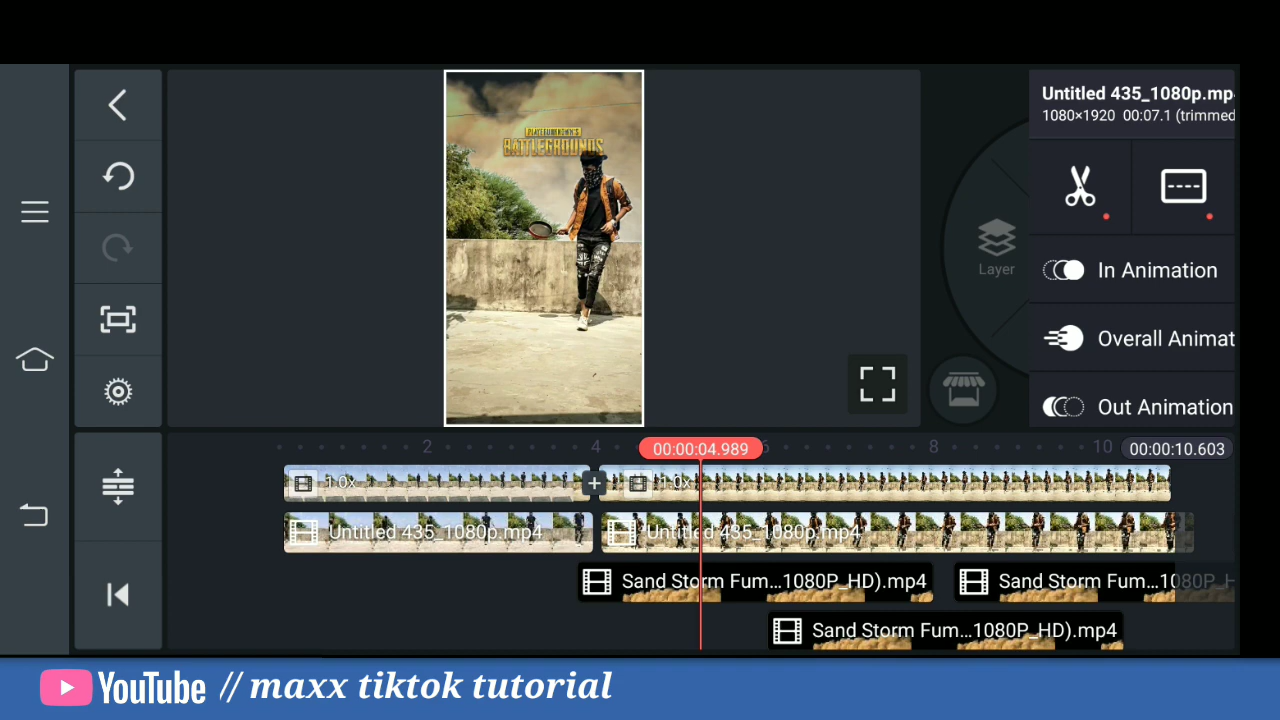 Untitled 435_1080p.mp
1080×1920 00:07.1 (trimmed
BATTLEGROUNDS
Layer
In Animation
Overall Animat
Out Animation
2
4
00:00:04.989
6
8
10
00:00:10.603
1.0x
1.0x
Untitled 435_1080p.mp4
Untitled 435_1080p.mp4
Sand Storm Fum...1080P_HD).mp4
Sand Storm Fum...1080P_H
Sand Storm Fum...1080P_HD).mp4
YouTube // maxx tiktok tutorial